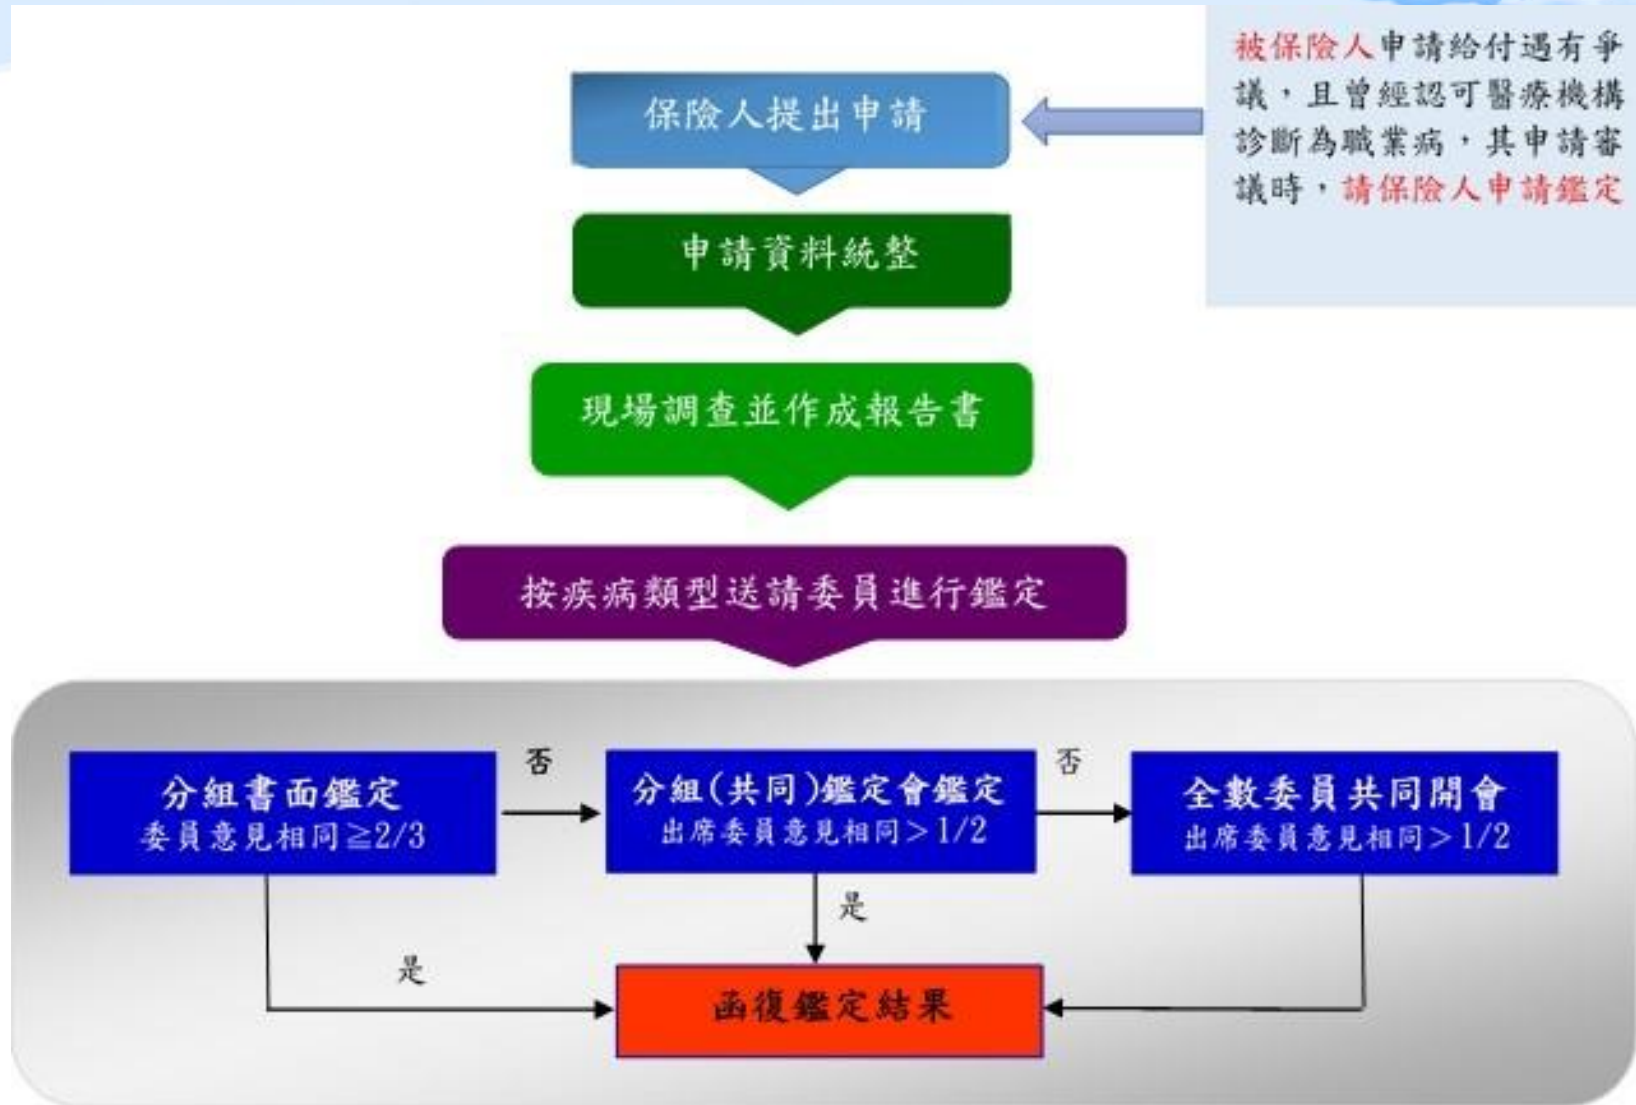 保險人提出申請
被保險人申請給付遇有爭
議，且曾經認可醫療機構
診斷為職業病，其申請審
議時，請保險人申請鑑定
申請資料統整
現場調查並作成報告書
按疾病類型送請委員進行鑑定
分組書面鑑定
委員意見相同≧2/3
否
分組(共同)鑑定會鑑定
出席委員意見相同＞1/2
否
全數委員共同開會
出席委員意見相同＞1/2
是
是
函復鑑定結果